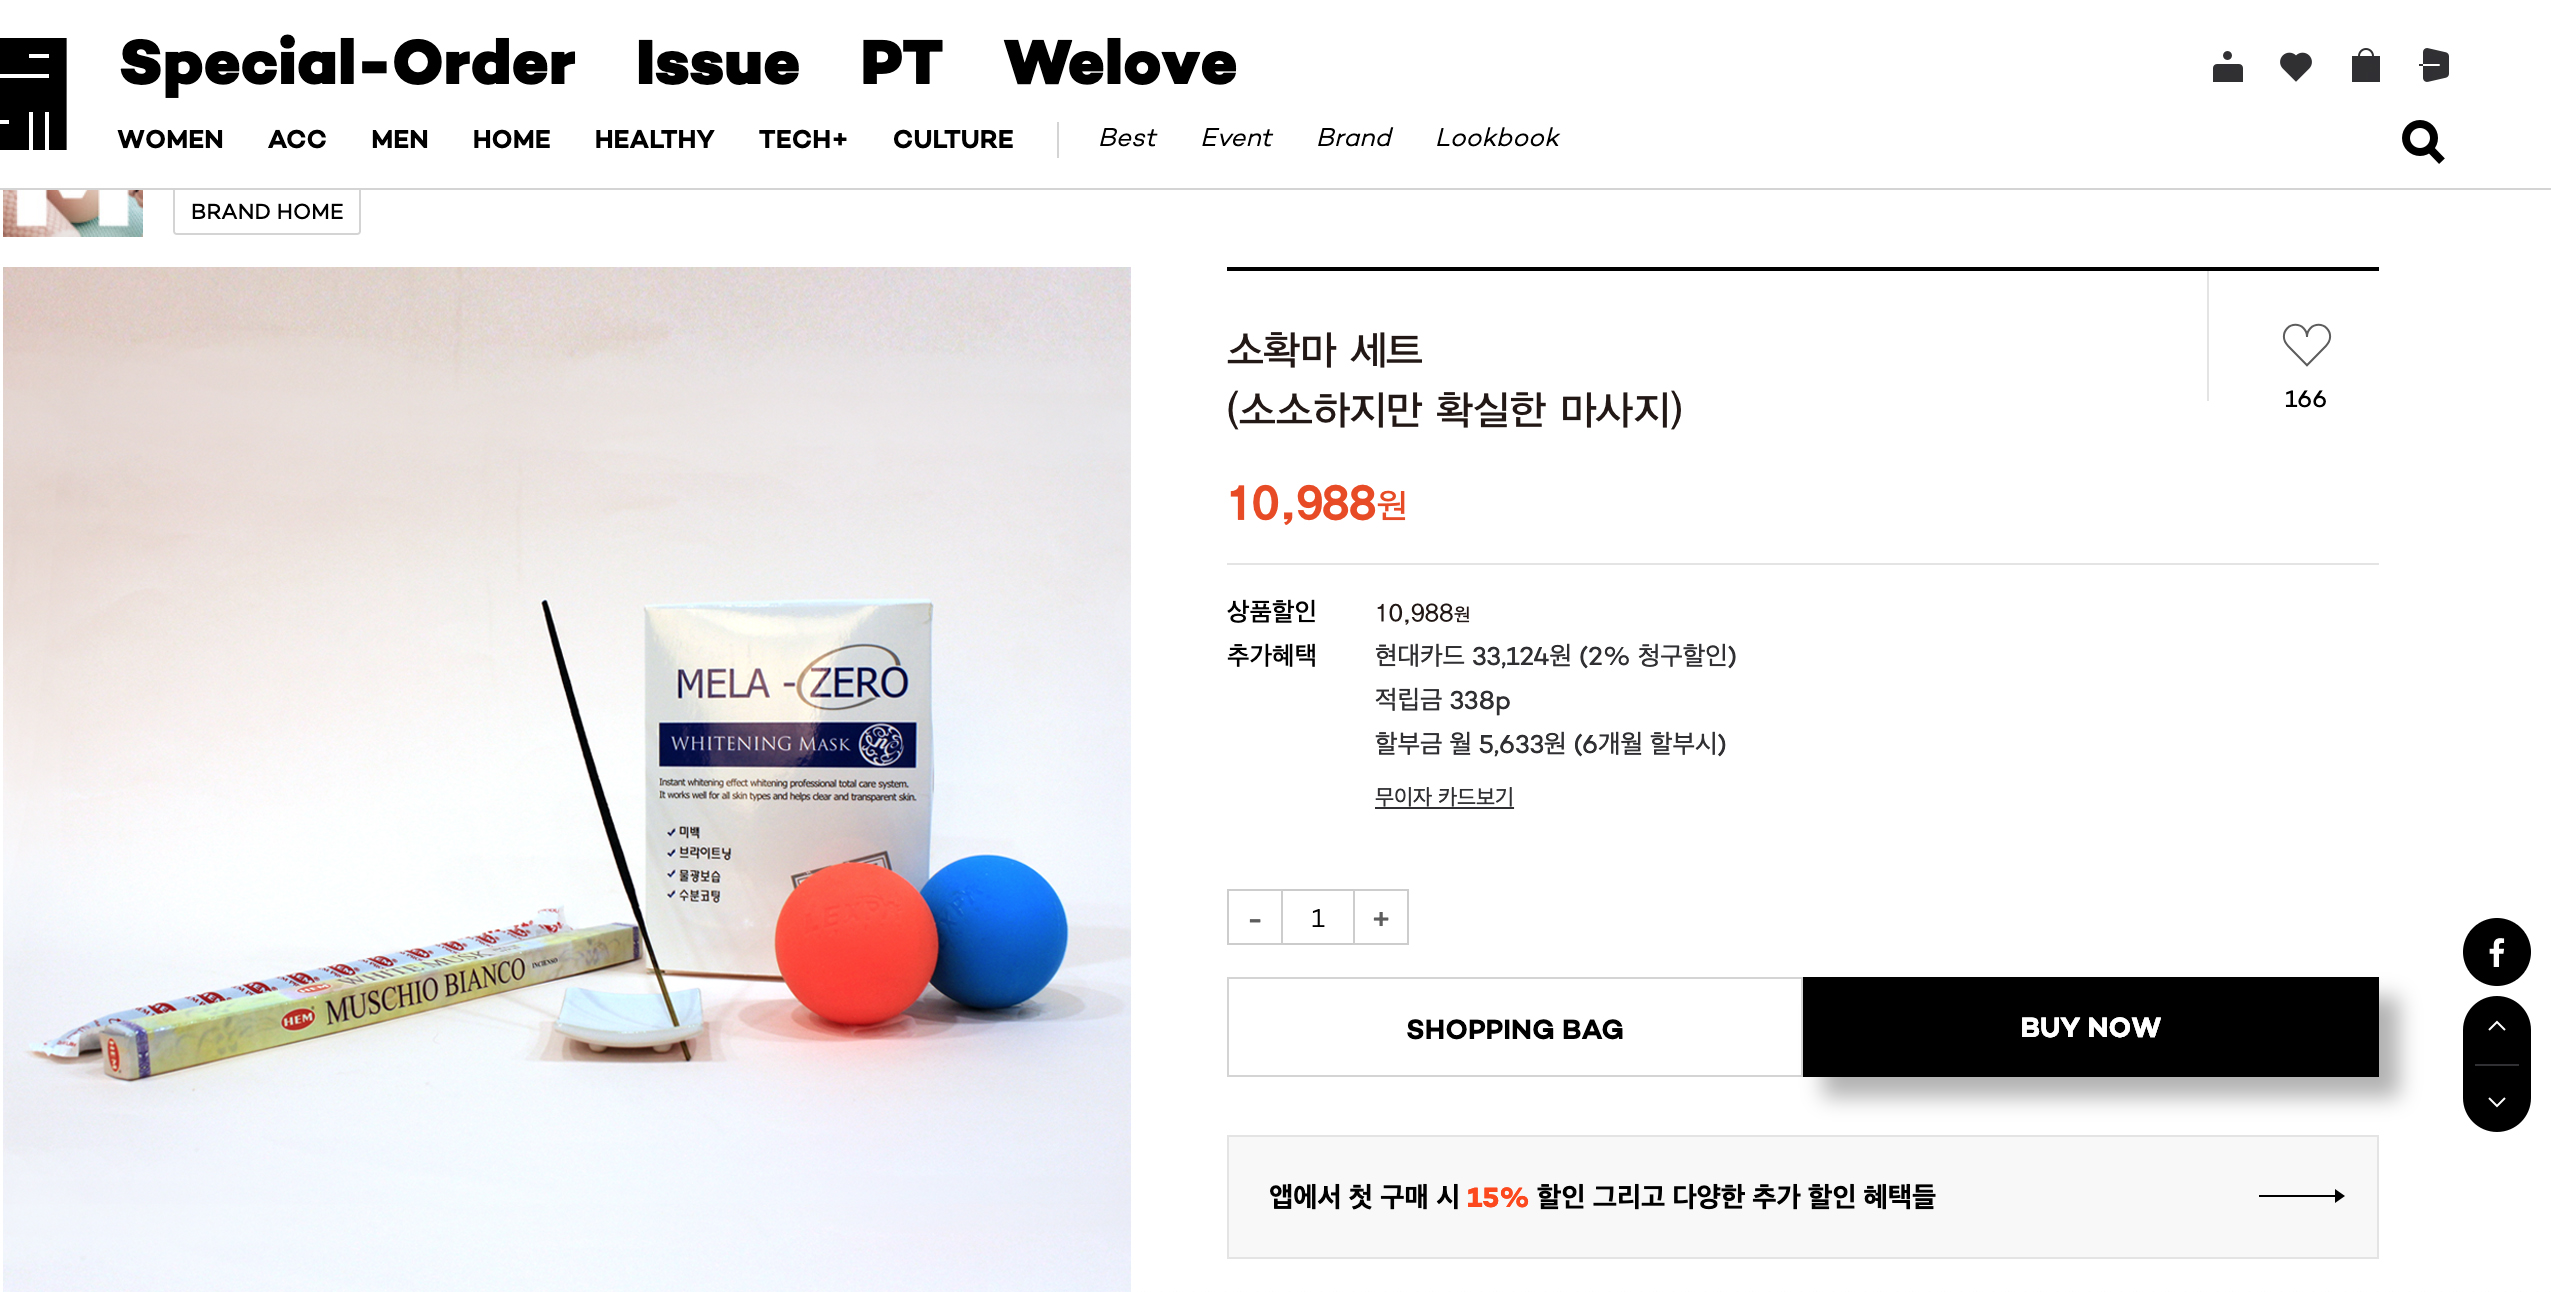 Special-Order Issue PT Welove
WOMEN ACC MEN HOME HEALTHY TECH+ CULTURE Best Event Brand Lookbook
BRAND HOME
소확마 세트
(소소하지만 확실한 마사지)
166
10,988원
상품할인 10,988원
추가혜택 현대카드 33,124원 (2% 청구할인)
적립금 338p
할부금 월 5,633원 (6개월 할부시)
무이자 카드보기
- 1 +
SHOPPING BAG
BUY NOW
앱에서 첫 구매 시 15% 할인 그리고 다양한 추가 할인 혜택들
MELA - ZERO
WHITENING MASK
Instant whitening effect whitening professional total care system.
It works well for all skin types and helps clear and transparent skin.
미백
브라이트닝
물광보습
수분코팅
WHITE MUSK
HEM MUSCHIO BIANCO INCIENSO
HEM